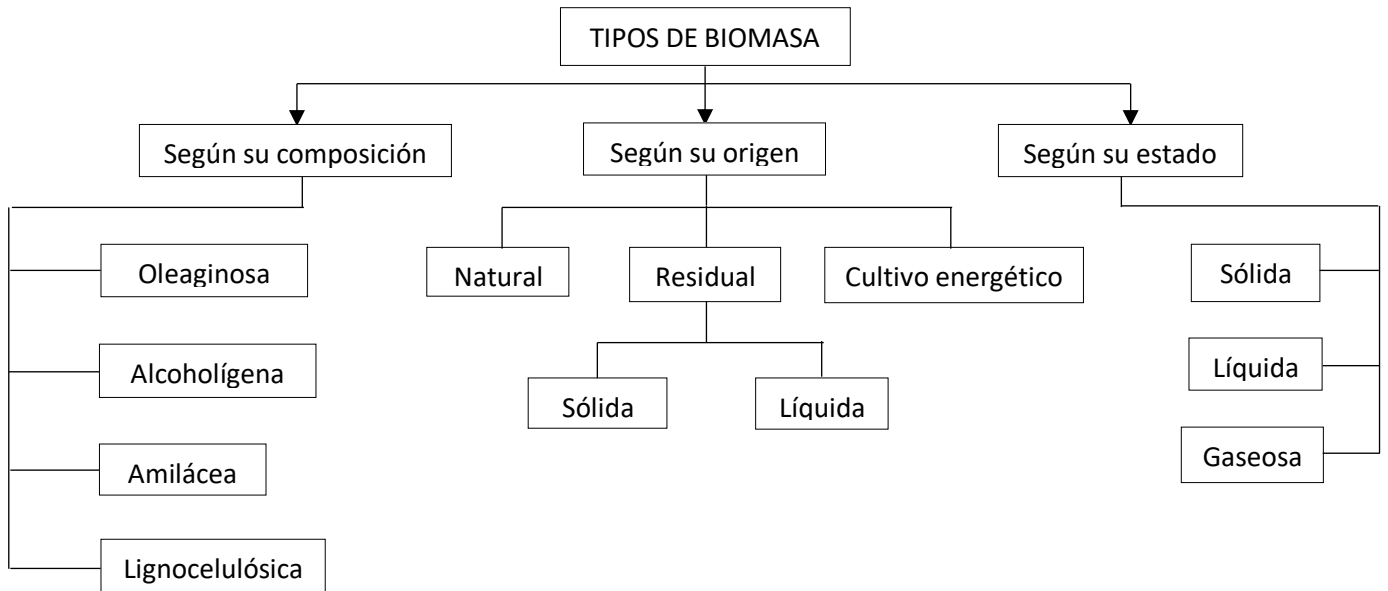 TIPOS DE BIOMASA
Según su composición
Según su origen
Según su estado
Oleaginosa
Natural
Residual
Cultivo energético
Sólida
Alcoholígena
Líquida
Sólida
Líquida
Gaseosa
Amilácea
Lignocelulósica